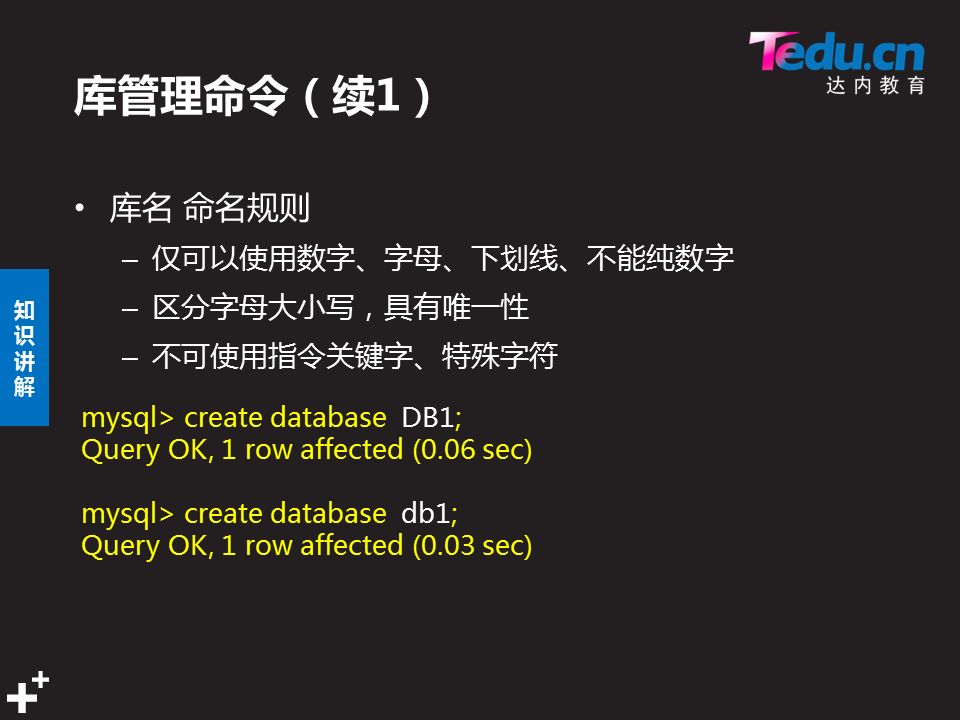 Tedu.cn
达内教育
库管理命令（续1）
• 库名 命名规则
– 仅可以使用数字、字母、下划线、不能纯数字
– 区分字母大小写，具有唯一性
– 不可使用指令关键字、特殊字符
知识讲解
mysql> create database  DB1;
Query OK, 1 row affected (0.06 sec)
mysql> create database  db1;
Query OK, 1 row affected (0.03 sec)